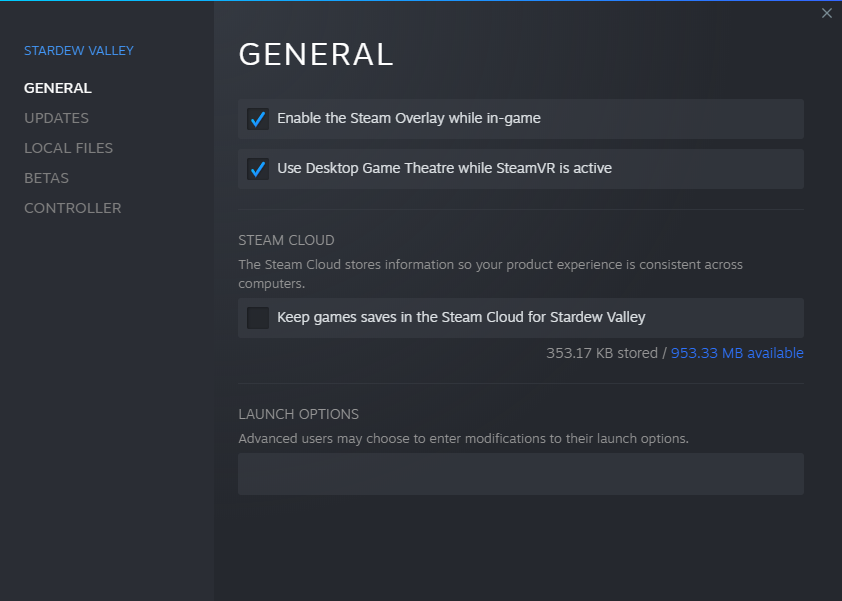 STARDEW VALLEY
GENERAL
UPDATES
LOCAL FILES
BETAS
CONTROLLER
GENERAL
Enable the Steam Overlay while in-game
Use Desktop Game Theatre while SteamVR is active
STEAM CLOUD
The Steam Cloud stores information so your product experience is consistent across
computers.
Keep games saves in the Steam Cloud for Stardew Valley
353.17 KB stored / 953.33 MB available
LAUNCH OPTIONS
Advanced users may choose to enter modifications to their launch options.